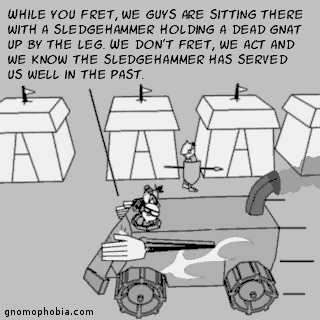 While you fret, we guys are sitting there
with a sledgehammer holding a dead gnat
up by the leg. We don't fret, we act and
we know the sledgehammer has served
us well in the past.
gnomophobia.com